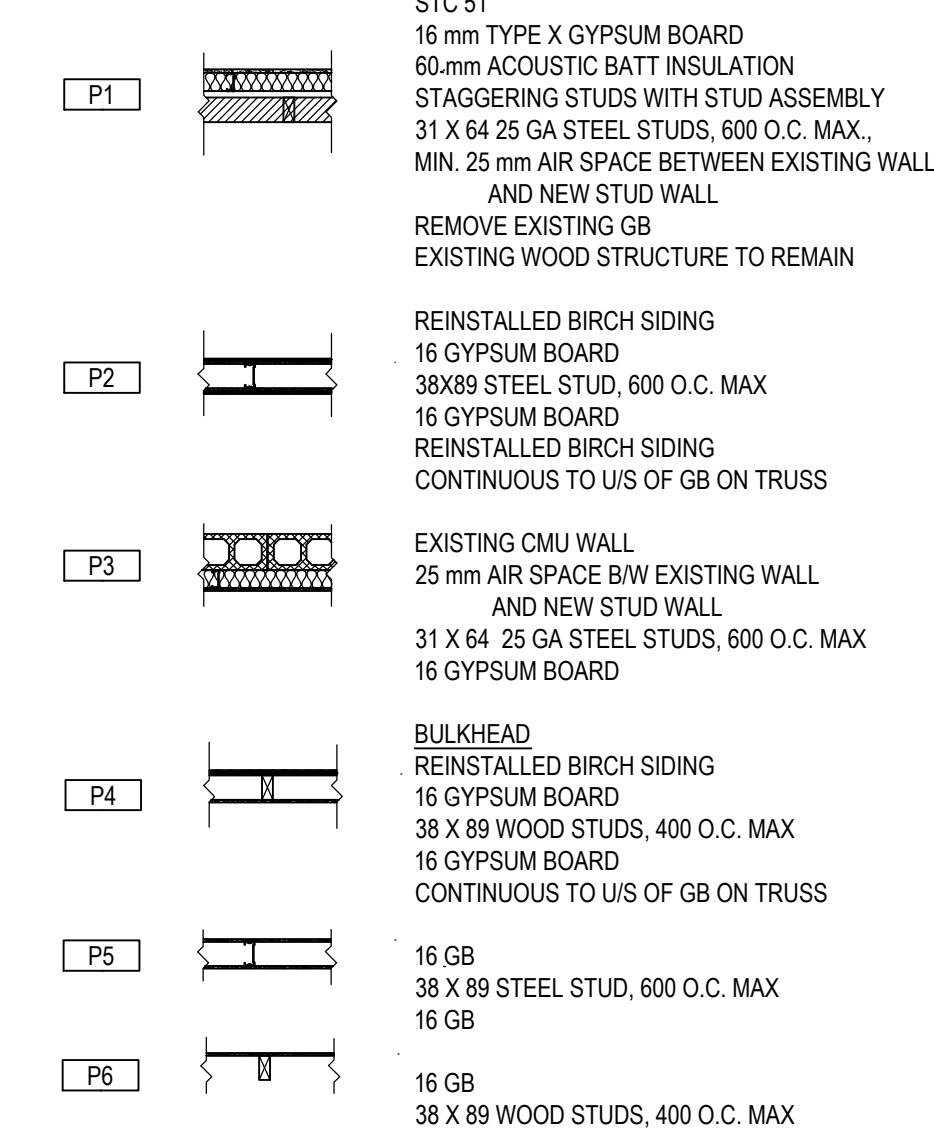 STC 51
P1
16 mm TYPE X GYPSUM BOARD
60 mm ACOUSTIC BATT INSULATION
STAGGERING STUDS WITH STUD ASSEMBLY
31 X 64 25 GA STEEL STUDS, 600 O.C. MAX.,
MIN. 25 mm AIR SPACE BETWEEN EXISTING WALL
AND NEW STUD WALL
REMOVE EXISTING GB
EXISTING WOOD STRUCTURE TO REMAIN
P2
REINSTALLED BIRCH SIDING
16 GYPSUM BOARD
38X89 STEEL STUD, 600 O.C. MAX
16 GYPSUM BOARD
REINSTALLED BIRCH SIDING
CONTINUOUS TO U/S OF GB ON TRUSS
P3
EXISTING CMU WALL
25 mm AIR SPACE B/W EXISTING WALL
AND NEW STUD WALL
31 X 64 25 GA STEEL STUDS, 600 O.C. MAX
16 GYPSUM BOARD
P4
BULKHEAD
REINSTALLED BIRCH SIDING
16 GYPSUM BOARD
38 X 89 WOOD STUDS, 400 O.C. MAX
16 GYPSUM BOARD
CONTINUOUS TO U/S OF GB ON TRUSS
P5
16 GB
38 X 89 STEEL STUD, 600 O.C. MAX
16 GB
P6
16 GB
38 X 89 WOOD STUDS, 400 O.C. MAX